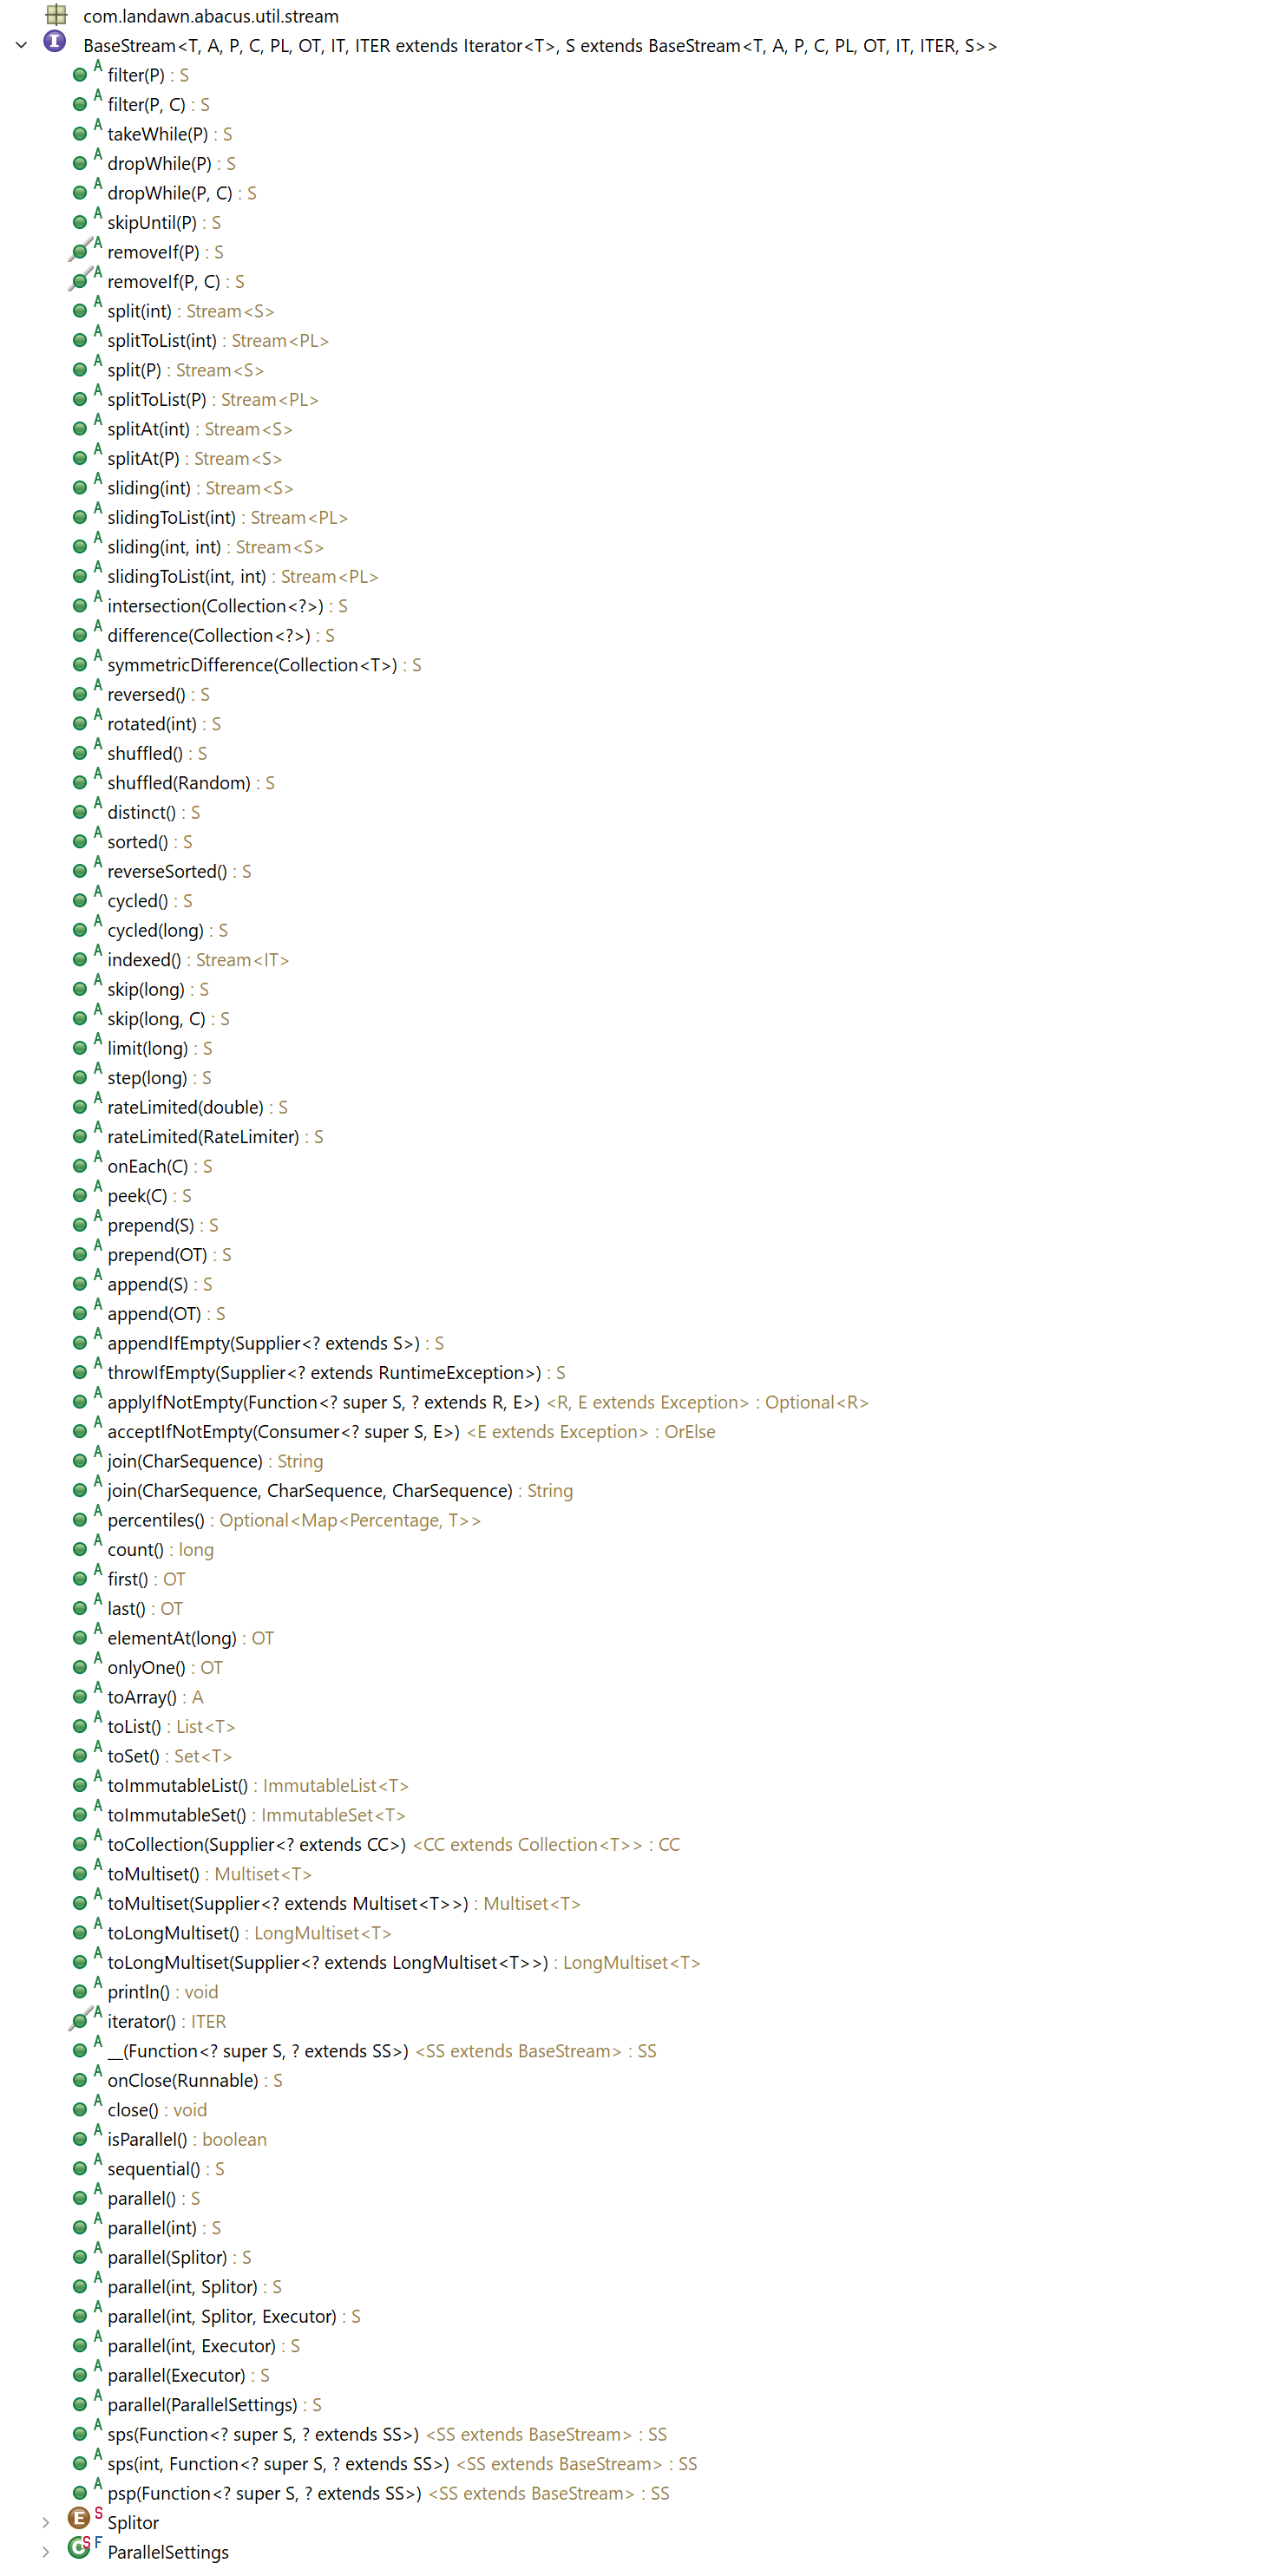 com.landawn.abacus.util.stream
BaseStream<T, A, P, C, PL, OT, IT, ITER extends Iterator<T>, S extends BaseStream<T, A, P, C, PL, OT, IT, ITER, S>>
filter(P) : S
filter(P, C) : S
takeWhile(P) : S
dropWhile(P) : S
dropWhile(P, C) : S
skipUntil(P) : S
removeIf(P) : S
removeIf(P, C) : S
split(int) : Stream<S>
splitToList(int) : Stream<PL>
split(P) : Stream<S>
splitToList(P) : Stream<PL>
splitAt(int) : Stream<S>
splitAt(P) : Stream<S>
sliding(int) : Stream<S>
slidingToList(int) : Stream<PL>
sliding(int, int) : Stream<S>
slidingToList(int, int) : Stream<PL>
intersection(Collection<?>) : S
difference(Collection<?>) : S
symmetricDifference(Collection<T>) : S
reversed() : S
rotated(int) : S
shuffled() : S
shuffled(Random) : S
distinct() : S
sorted() : S
reverseSorted() : S
cycled() : S
cycled(long) : S
indexed() : Stream<IT>
skip(long) : S
skip(long, C) : S
limit(long) : S
step(long) : S
rateLimited(double) : S
rateLimited(RateLimiter) : S
onEach(C) : S
peek(C) : S
prepend(S) : S
prepend(OT) : S
append(S) : S
append(OT) : S
appendIfEmpty(Supplier<? extends S>) : S
throwIfEmpty(Supplier<? extends RuntimeException>) : S
applyIfNotEmpty(Function<? super S, ? extends R, E>) <R, E extends Exception> : Optional<R>
acceptIfNotEmpty(Consumer<? super S, E>) <E extends Exception> : OrElse
join(CharSequence) : String
join(CharSequence, CharSequence, CharSequence) : String
percentiles() : Optional<Map<Percentage, T>>
count() : long
first() : OT
last() : OT
elementAt(long) : OT
onlyOne() : OT
toArray() : A
toList() : List<T>
toSet() : Set<T>
toImmutableList() : ImmutableList<T>
toImmutableSet() : ImmutableSet<T>
toCollection(Supplier<? extends CC>) <CC extends Collection<T>> : CC
toMultiset() : Multiset<T>
toMultiset(Supplier<? extends Multiset<T>>) : Multiset<T>
toLongMultiset() : LongMultiset<T>
toLongMultiset(Supplier<? extends LongMultiset<T>>) : LongMultiset<T>
println() : void
iterator() : ITER
__(Function<? super S, ? extends SS>) <SS extends BaseStream> : SS
onClose(Runnable) : S
close() : void
isParallel() : boolean
sequential() : S
parallel() : S
parallel(int) : S
parallel(Splitor) : S
parallel(int, Splitor) : S
parallel(int, Splitor, Executor) : S
parallel(int, Executor) : S
parallel(Executor) : S
parallel(ParallelSettings) : S
sps(Function<? super S, ? extends SS>) <SS extends BaseStream> : SS
sps(int, Function<? super S, ? extends SS>) <SS extends BaseStream> : SS
psp(Function<? super S, ? extends SS>) <SS extends BaseStream> : SS
Splitor
ParallelSettings